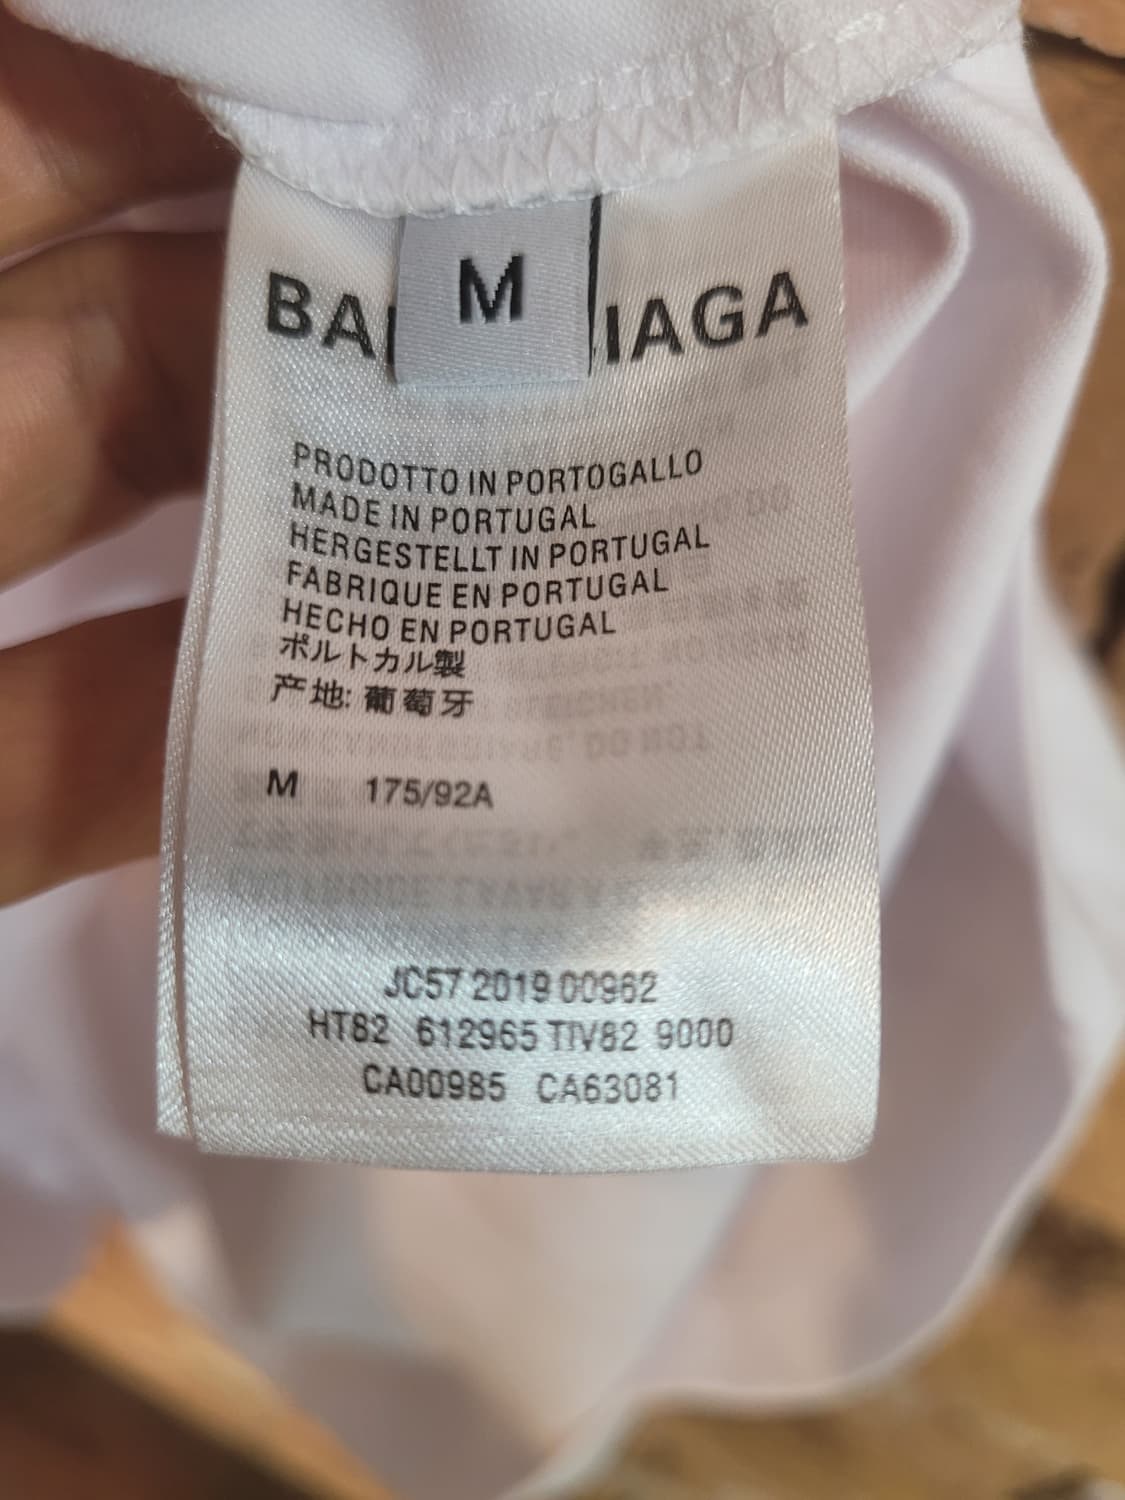 M
BAL IAGA
PRODOTTO IN PORTOGALLO
MADE IN PORTUGAL
HERGESTELLT IN PORTUGAL
FABRIQUE EN PORTUGAL
HECHO EN PORTUGAL
ポルトカル製
产地: 葡萄牙
M 175/92A
JC57 2019 00962
HT82 612965 TIV82 9000
CA00985 CA63081